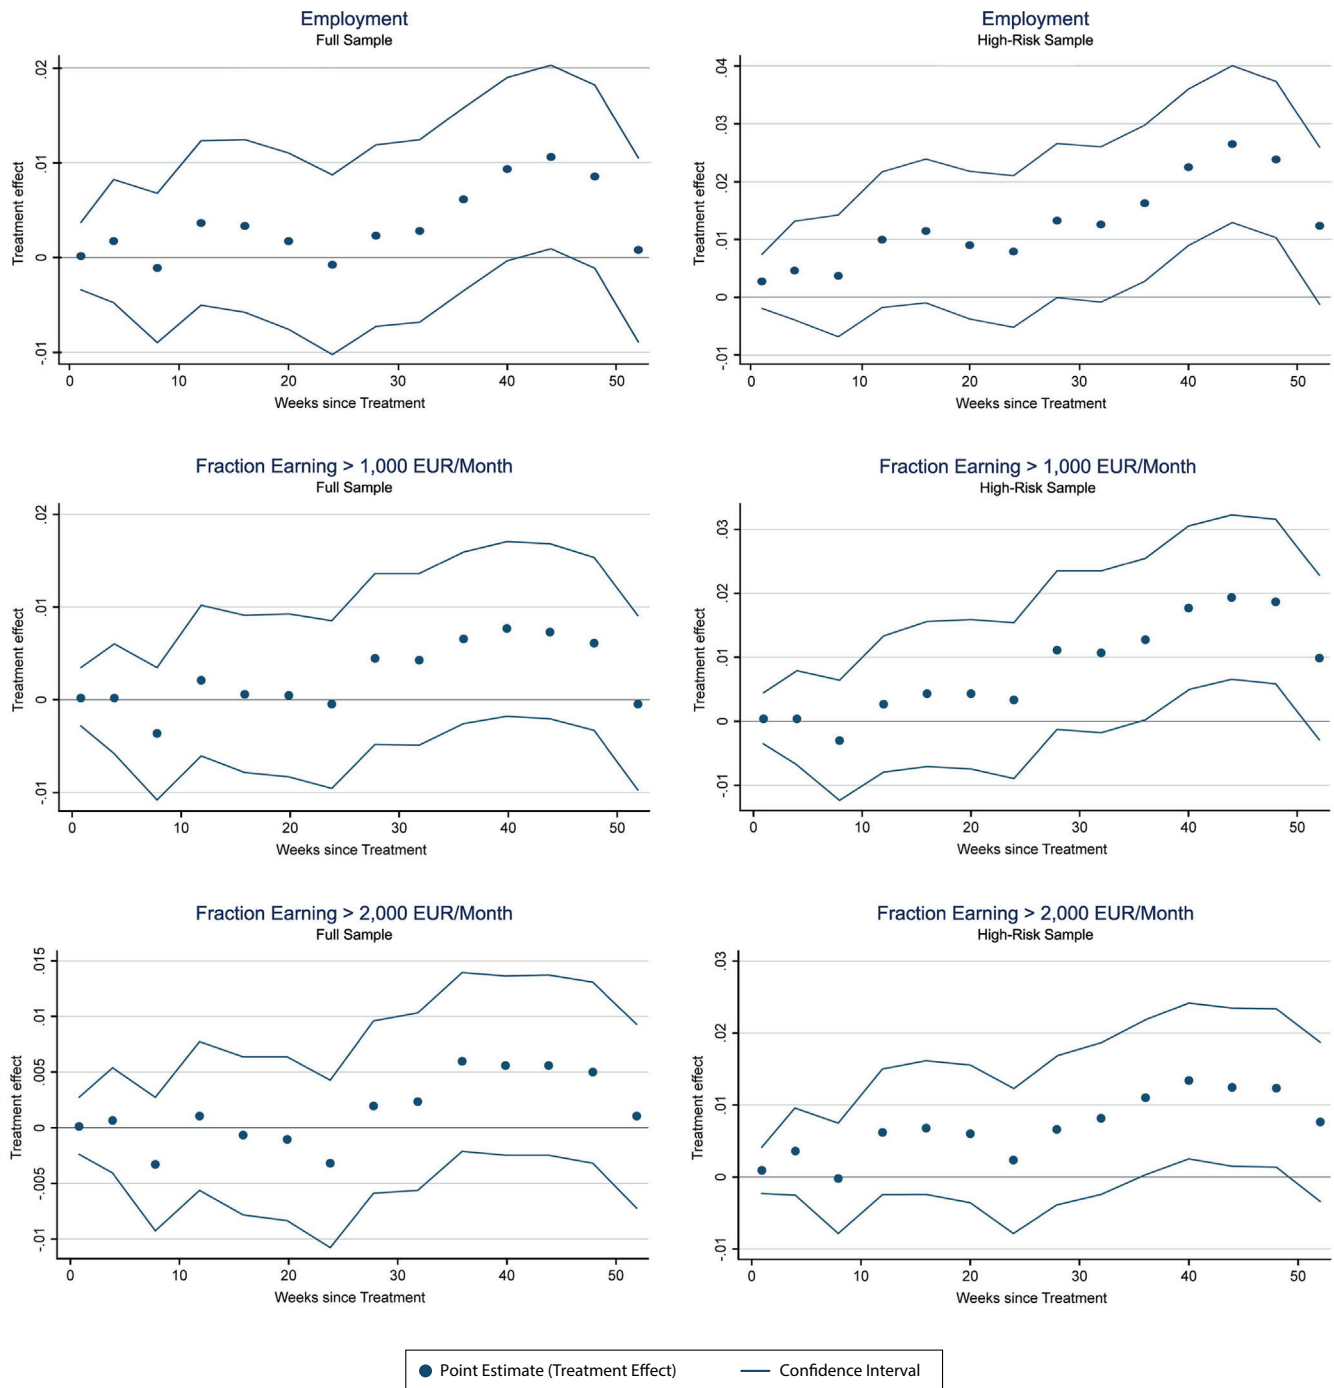 Employment
Full Sample
Treatment effect
.02
.01
0
-.01
0 10 20 30 40 50
Weeks since Treatment
Employment
High-Risk Sample
Treatment effect
.04
.03
.02
.01
0
-.01
0 10 20 30 40 50
Weeks since Treatment
Fraction Earning > 1,000 EUR/Month
Full Sample
Treatment effect
.02
.01
0
-.01
0 10 20 30 40 50
Weeks since Treatment
Fraction Earning > 1,000 EUR/Month
High-Risk Sample
Treatment effect
.03
.02
.01
0
-.01
0 10 20 30 40 50
Weeks since Treatment
Fraction Earning > 2,000 EUR/Month
Full Sample
Treatment effect
.015
.01
.005
0
-.005
-.01
0 10 20 30 40 50
Weeks since Treatment
Fraction Earning > 2,000 EUR/Month
High-Risk Sample
Treatment effect
.03
.02
.01
0
-.01
0 10 20 30 40 50
Weeks since Treatment
Point Estimate (Treatment Effect) Confidence Interval